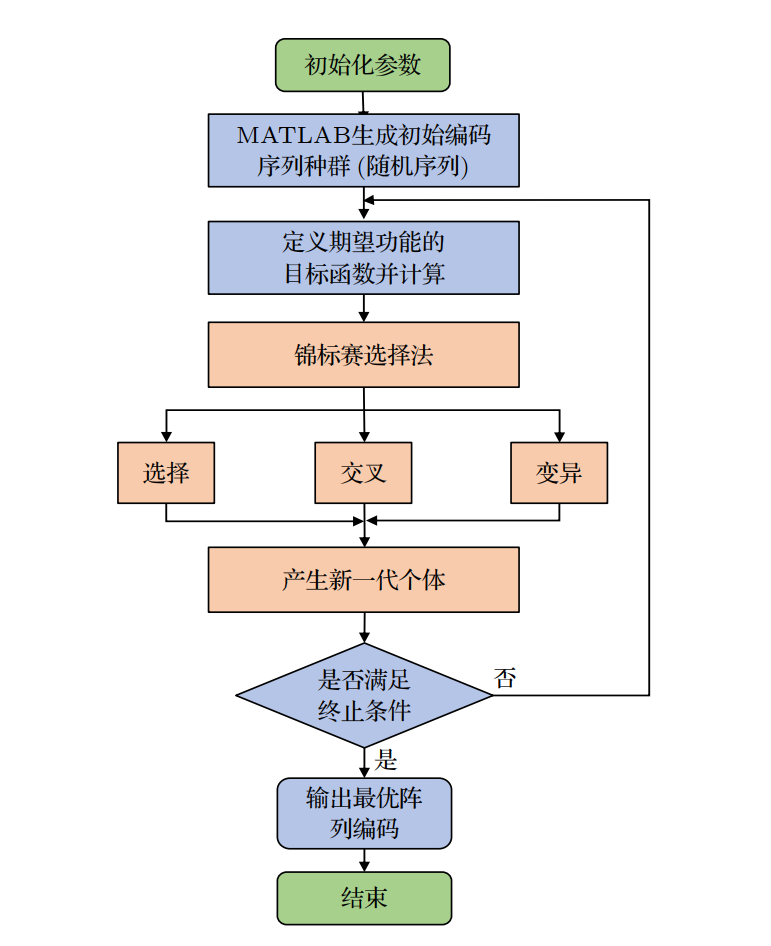 初始化参数
MATLAB生成初始编码
序列种群 (随机序列)
定义期望功能的
目标函数并计算
锦标赛选择法
选择
交叉
变异
产生新一代个体
是否满足
终止条件
否
是
输出最优阵
列编码
结束